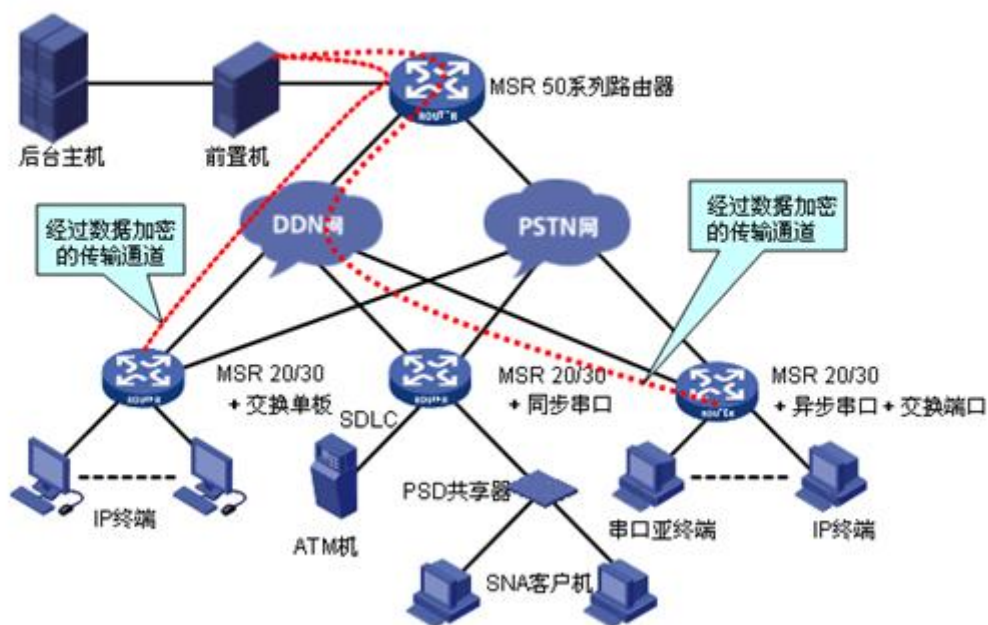 MSR 50系列路由器
ROUTER
后台主机
前置机
DDN网
PSTN网
经过数据加密
的传输通道
经过数据加密
的传输通道
MSR 20/30
+ 交换单板
MSR 20/30
+ 同步串口
MSR 20/30
+ 异步串口 + 交换端口
ROUTER
ROUTER
ROUTER
SDLC
IP终端
ATM机
PSD共享器
SNA客户机
串口亚终端
IP终端